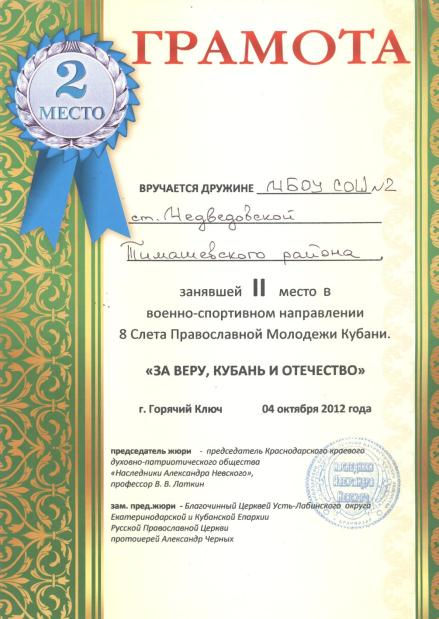 ГРАМОТА
2
МЕСТО
ВРУЧАЕТСЯ ДРУЖИНЕ МБОУ СОШ №2
ст. Медведовской
Тимашевского района,
занявшей II место в
военно-спортивном направлении
8 Слета Православной Молодежи Кубани.
«ЗА ВЕРУ, КУБАНЬ И ОТЕЧЕСТВО»
г. Горячий Ключ 04 октября 2012 года
председатель жюри - председатель Краснодарского краевого
духовно-патриотического общества
«Наследники Александра Невского»,
профессор В. В. Латкин
зам. пред.жюри - Благочинный Церквей Усть-Лабинского округа
Екатеринодарской и Кубанской Епархии
Русской Православной Церкви
протоиерей Александр Черных
Наследники
Александра
Невского